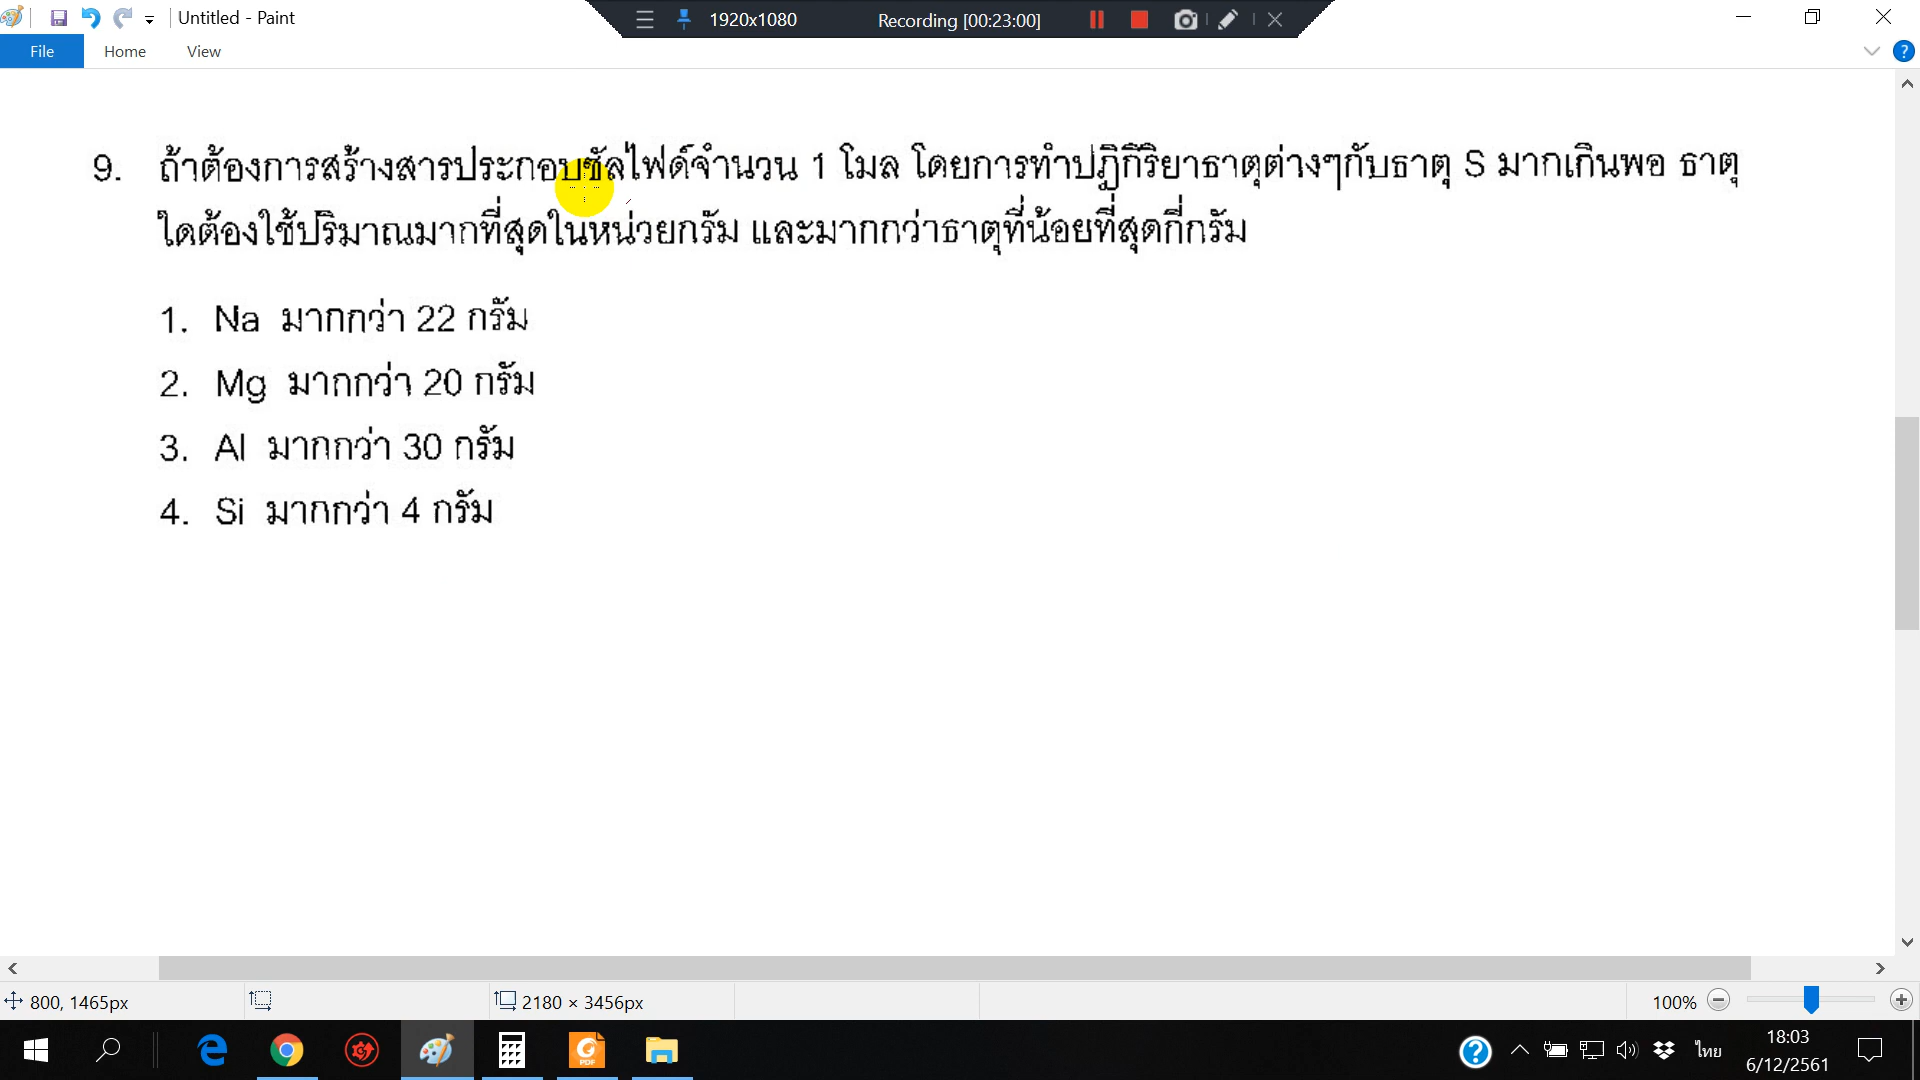 Untitled - Paint
1920x1080
Recording [00:23:00]
File Home View
9. ถ้าต้องการสร้างสารประกอบซัลไฟด์จำนวน 1 โมล โดยการทำปฏิกิริยาธาตุต่างๆกับธาตุ S มากเกินพอ ธาตุ
ใดต้องใช้ปริมาณมากที่สุดในหน่วยกรัม และมากกว่าธาตุที่น้อยที่สุดกี่กรัม
1. Na มากกว่า 22 กรัม
2. Mg มากกว่า 20 กรัม
3. Al มากกว่า 30 กรัม
4. Si มากกว่า 4 กรัม
800, 1465px
2180 × 3456px
100%
PDF
ไทย
18:03
6/12/2561